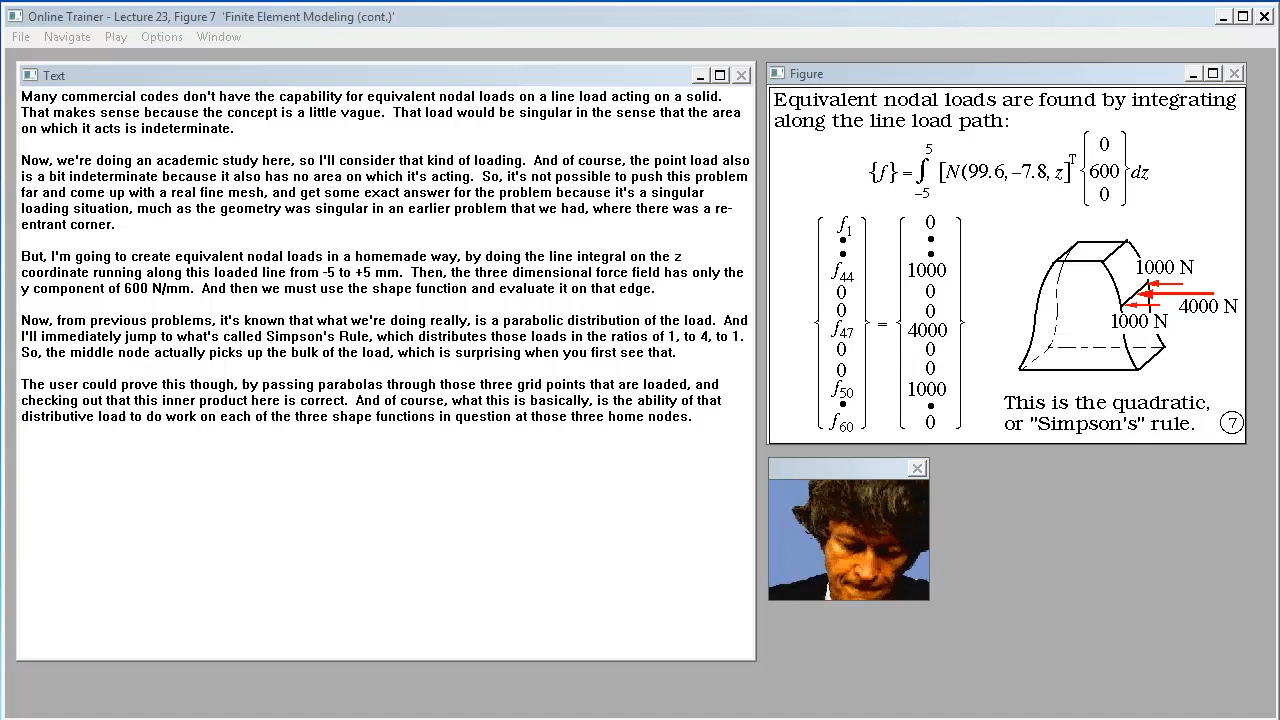 Online Trainer - Lecture 23, Figure 7 'Finite Element Modeling (cont.)'
File Navigate Play Options Window
Text
Many commercial codes don't have the capability for equivalent nodal loads on a line load acting on a solid.
That makes sense because the concept is a little vague. That load would be singular in the sense that the area
on which it acts is indeterminate.
Now, we're doing an academic study here, so I'll consider that kind of loading. And of course, the point load also
is a bit indeterminate because it also has no area on which it's acting. So, it's not possible to push this problem
far and come up with a real fine mesh, and get some exact answer for the problem because it's a singular
loading situation, much as the geometry was singular in an earlier problem that we had, where there was a re-
entrant corner.
But, I'm going to create equivalent nodal loads in a homemade way, by doing the line integral on the z
coordinate running along this loaded line from -5 to +5 mm. Then, the three dimensional force field has only the
y component of 600 N/mm. And then we must use the shape function and evaluate it on that edge.
Now, from previous problems, it's known that what we're doing really, is a parabolic distribution of the load. And
I'll immediately jump to what's called Simpson's Rule, which distributes those loads in the ratios of 1, to 4, to 1.
So, the middle node actually picks up the bulk of the load, which is surprising when you first see that.
The user could prove this though, by passing parabolas through those three grid points that are loaded, and
checking out that this inner product here is correct. And of course, what this is basically, is the ability of that
distributive load to do work on each of the three shape functions in question at those three home nodes.
Figure
Equivalent nodal loads are found by integrating
along the line load path:
{f} = ∫ 5 -5 [N(99.6, -7.8, z]ᵀ {0 600 0} dz
f1 0
• •
f44 1000
0 0
0 0
f47 = 4000
0 0
0 0
f50 1000
• •
f60 0
1000 N
4000 N
1000 N
This is the quadratic,
or "Simpson's" rule.
7